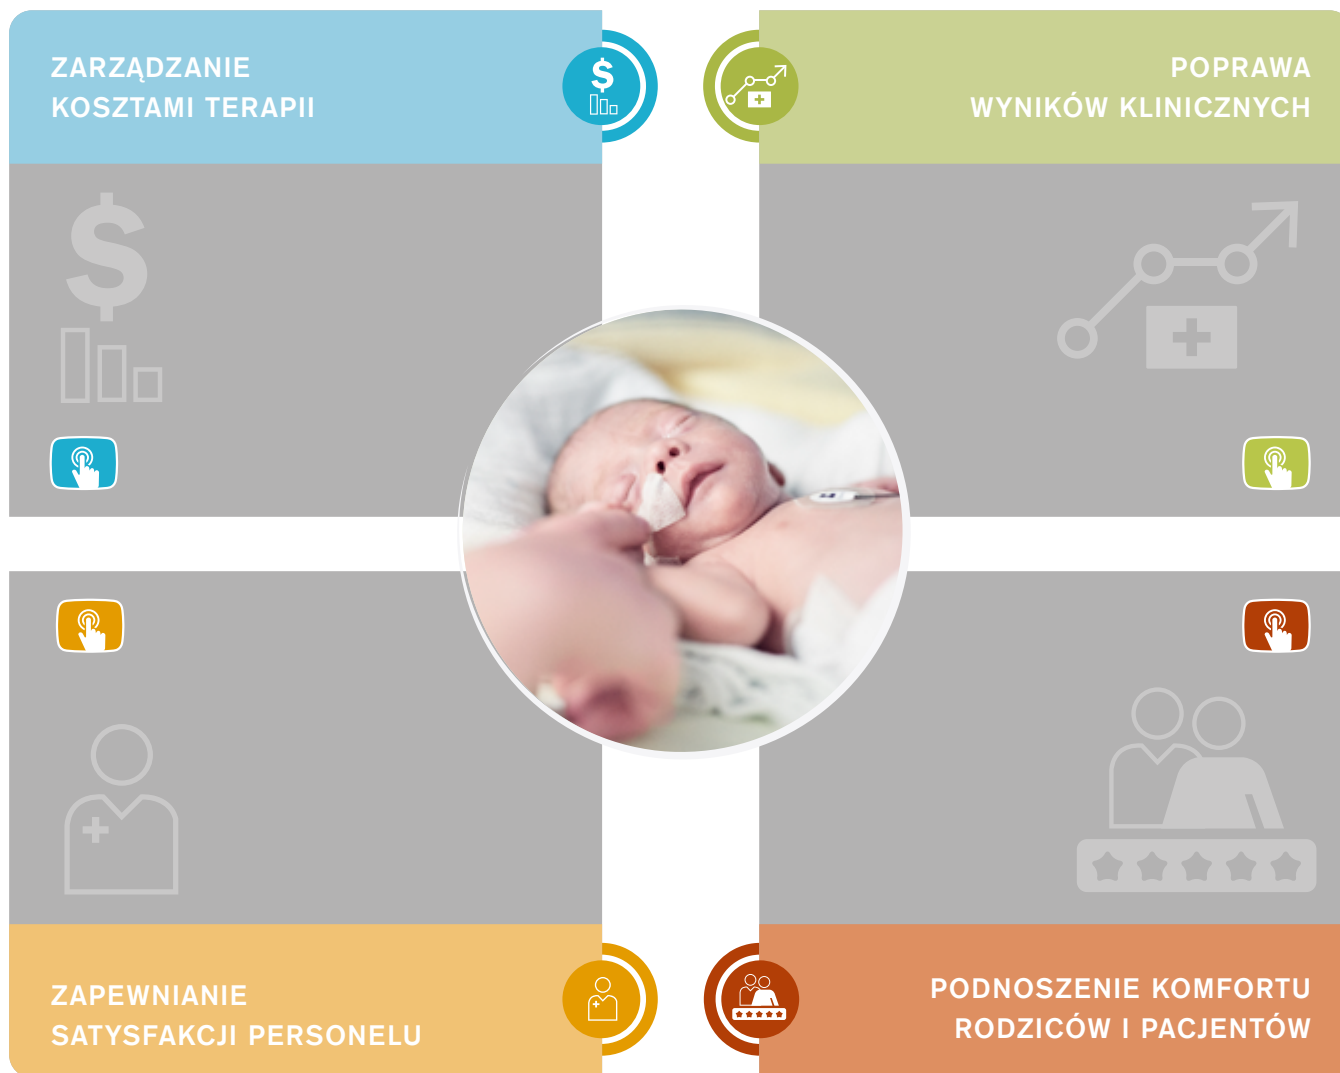 ZARZĄDZANIE
KOSZTAMI TERAPII
POPRAWA
WYNIKÓW KLINICZNYCH
ZAPEWNIANIE
SATYSFAKCJI PERSONELU
PODNOSZENIE KOMFORTU
RODZICÓW I PACJENTÓW